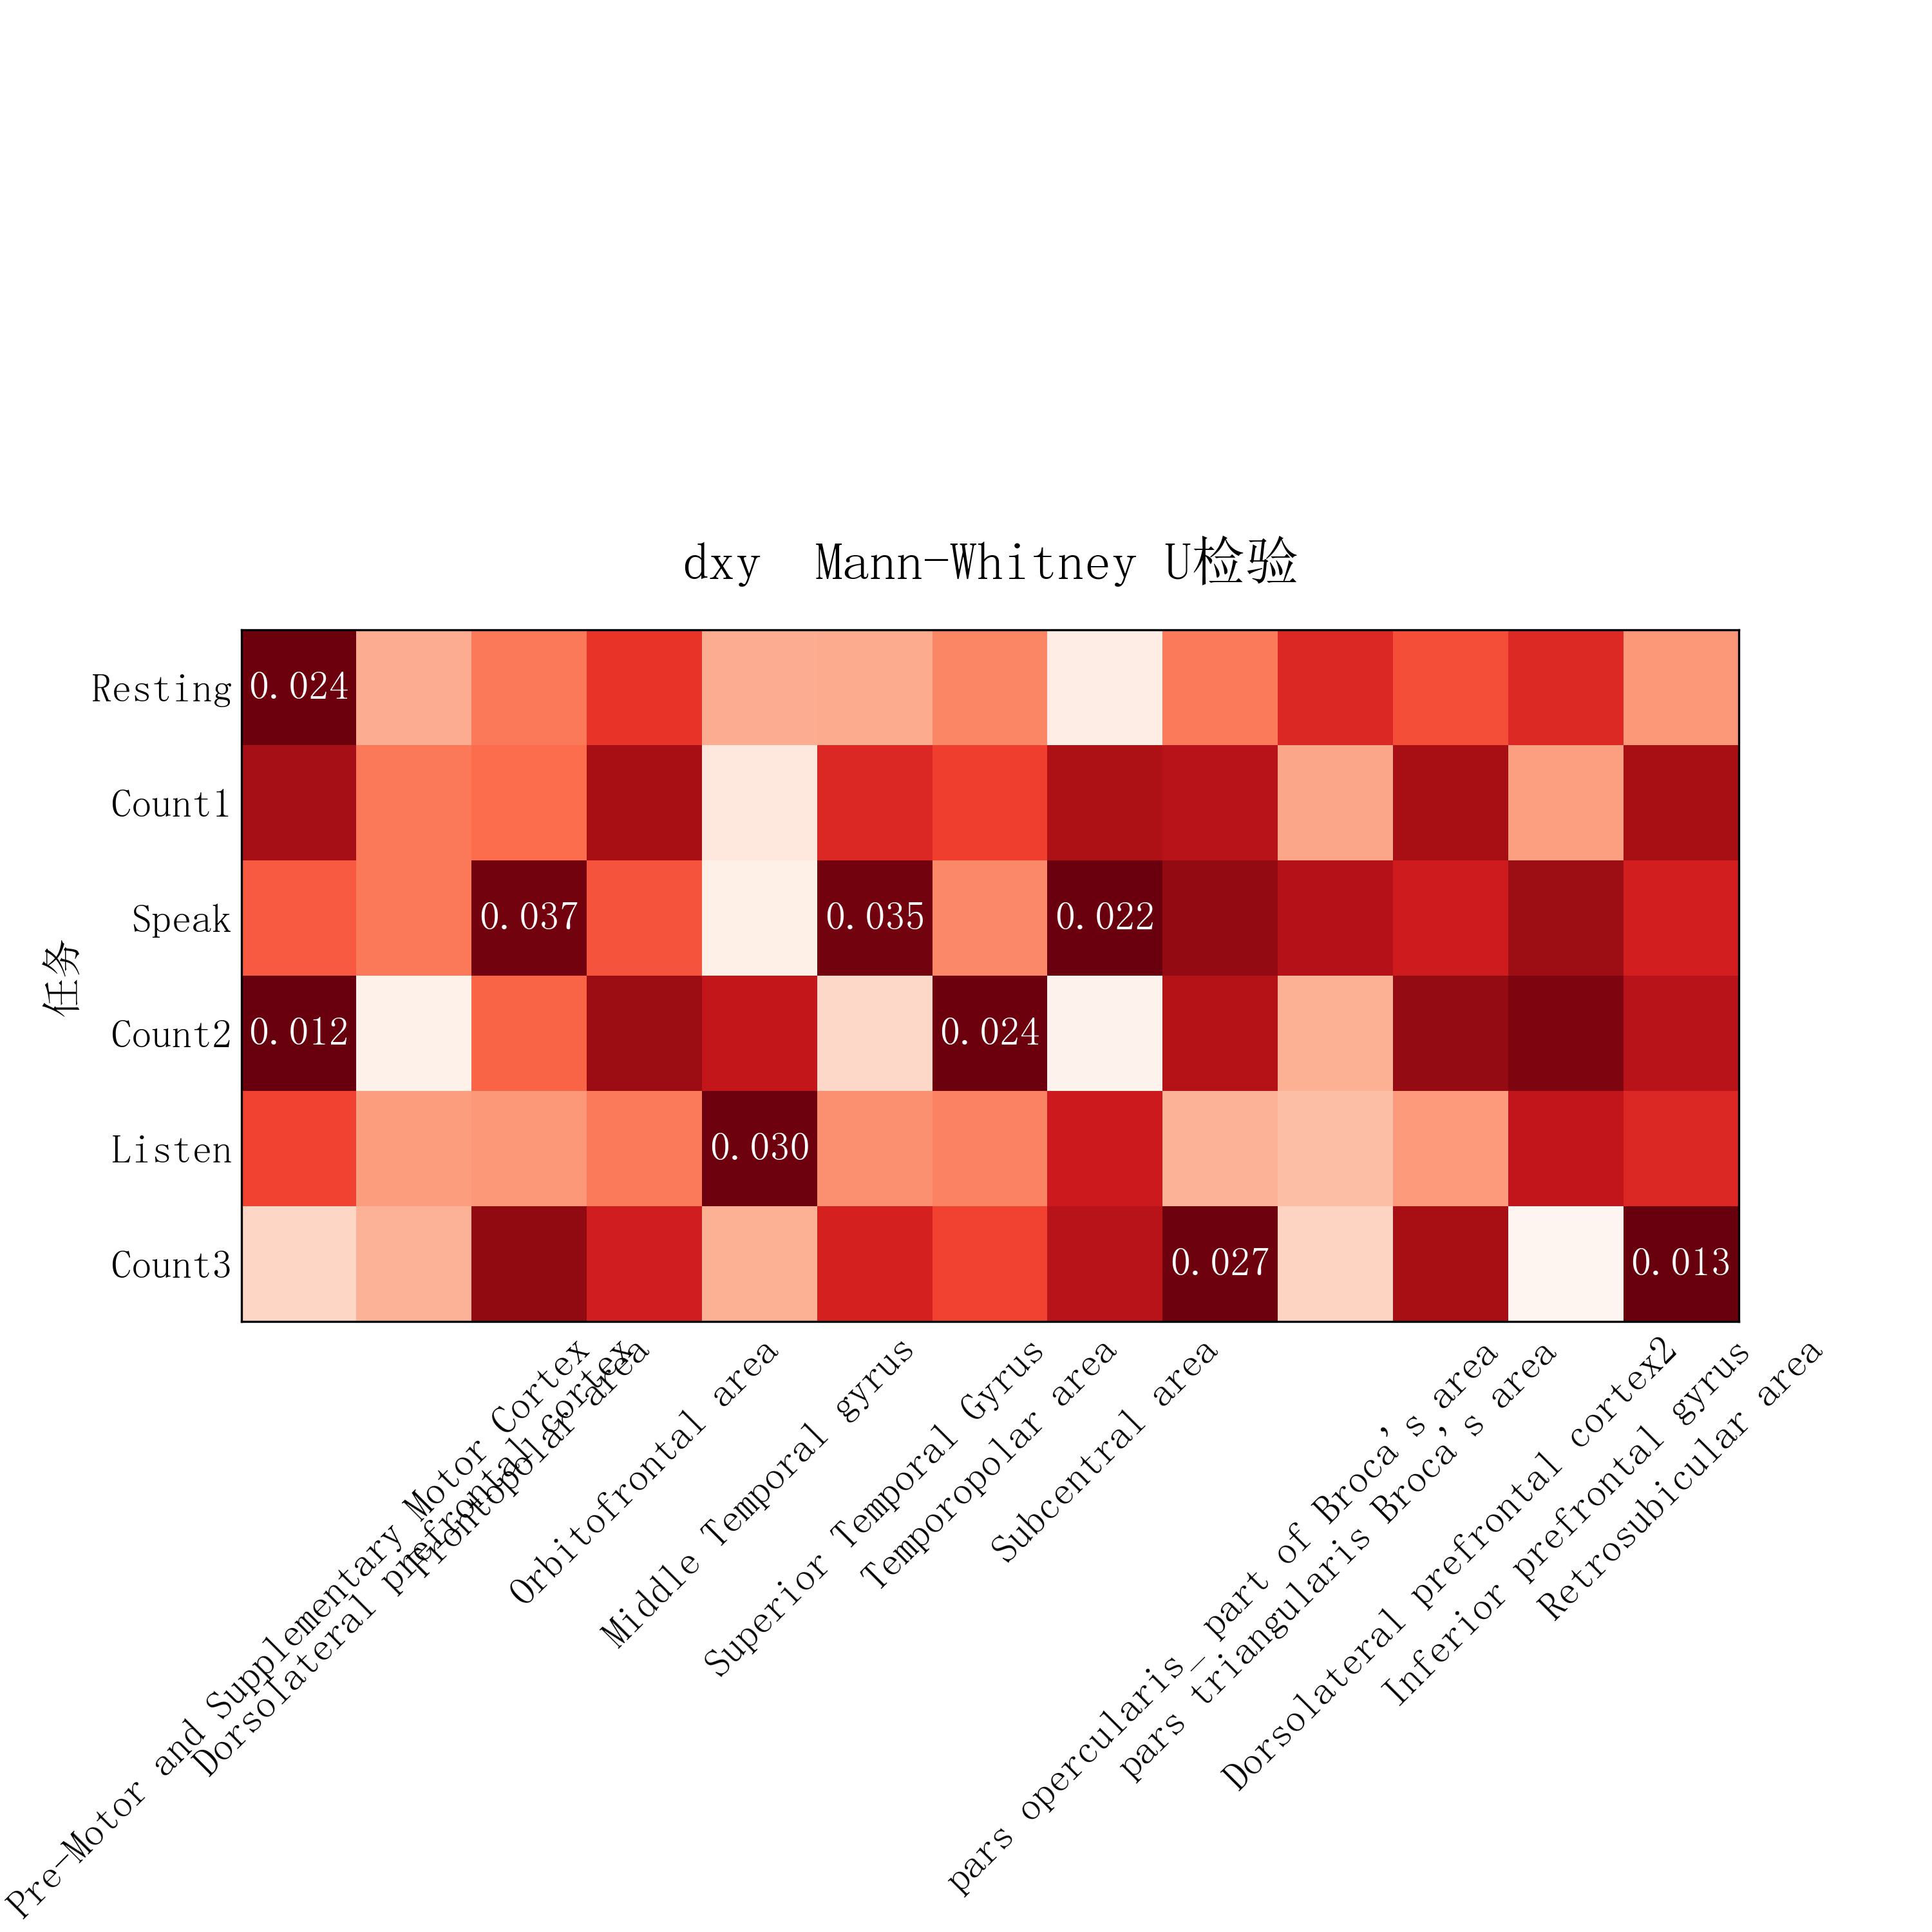 dxy  Mann-Whitney U检验
任务
Resting
0.024
Count1
Speak
0.037 0.035 0.022
Count2
0.012 0.024
Listen
0.030
Count3
0.027 0.013
Pre-Motor and Supplementary Motor Cortex
Dorsolateral prefrontal cortex
Frontopolar area
Orbitofrontal area
Middle Temporal gyrus
Superior Temporal Gyrus
Temporopolar area
Subcentral area
pars opercularis_ part of Broca's area
pars triangularis Broca's area
Dorsolateral prefrontal cortex2
Inferior prefrontal gyrus
Retrosubicular area